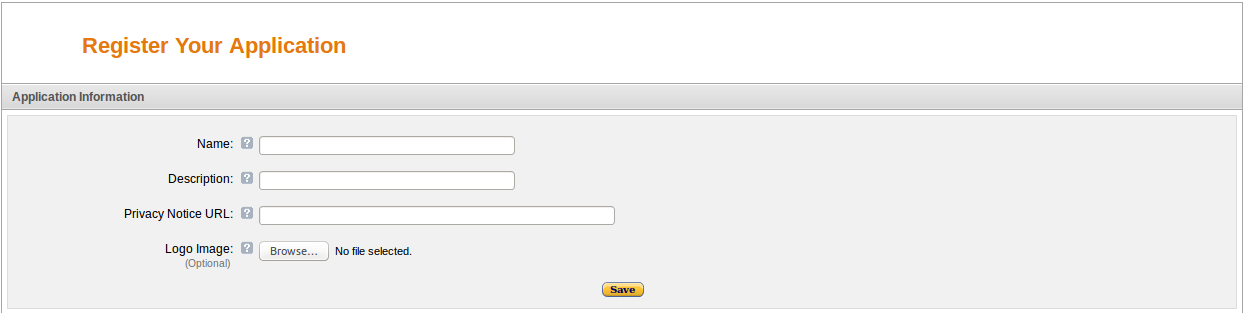 Register Your Application
Application Information
Name: ?
Description: ?
Privacy Notice URL: ?
Logo Image: ? Browse... No file selected.
(Optional)
Save